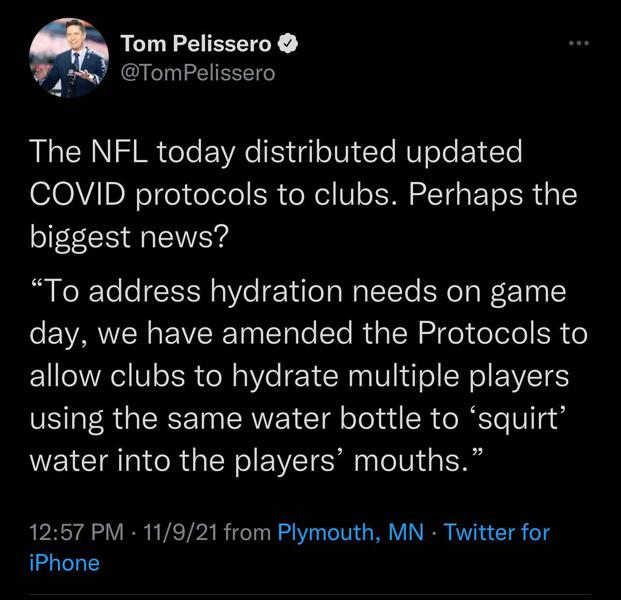 Tom Pelissero
@TomPelissero
The NFL today distributed updated
COVID protocols to clubs. Perhaps the
biggest news?
“To address hydration needs on game
day, we have amended the Protocols to
allow clubs to hydrate multiple players
using the same water bottle to ‘squirt’
water into the players’ mouths.”
12:57 PM · 11/9/21 from Plymouth, MN · Twitter for
iPhone